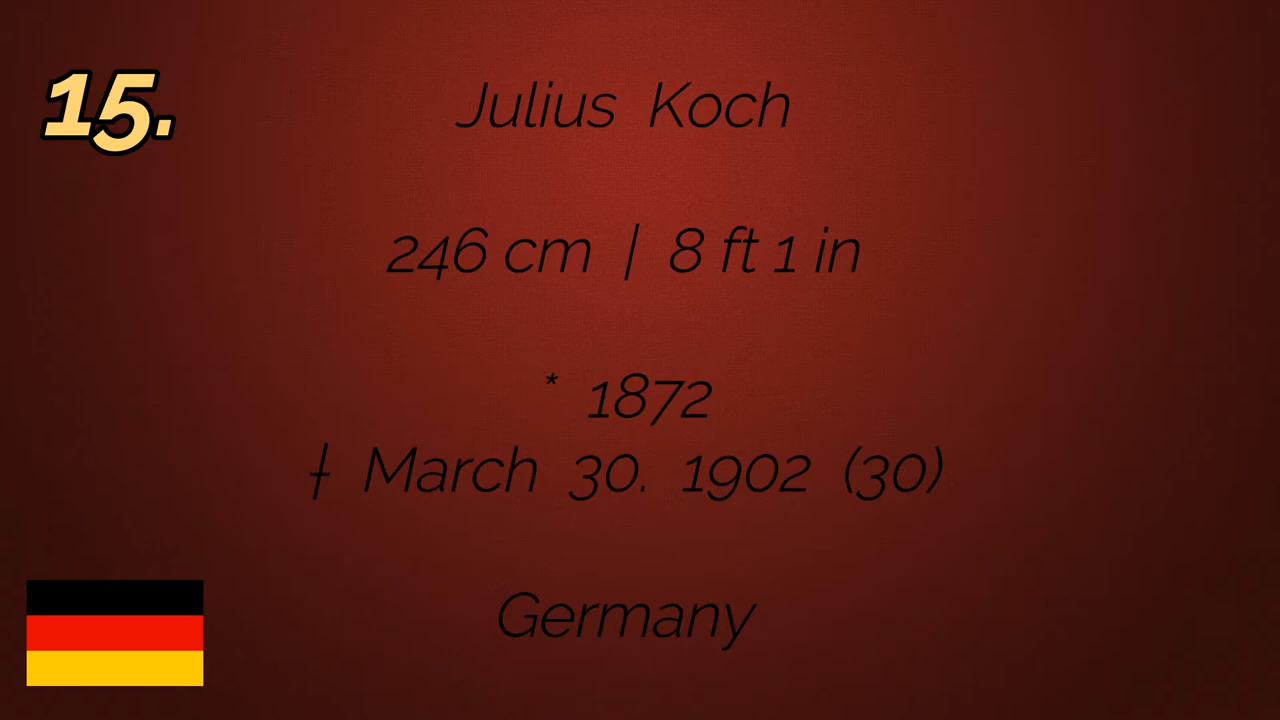 15.
Julius Koch
246 cm | 8 ft 1 in
* 1872
† March 30. 1902 (30)
Germany